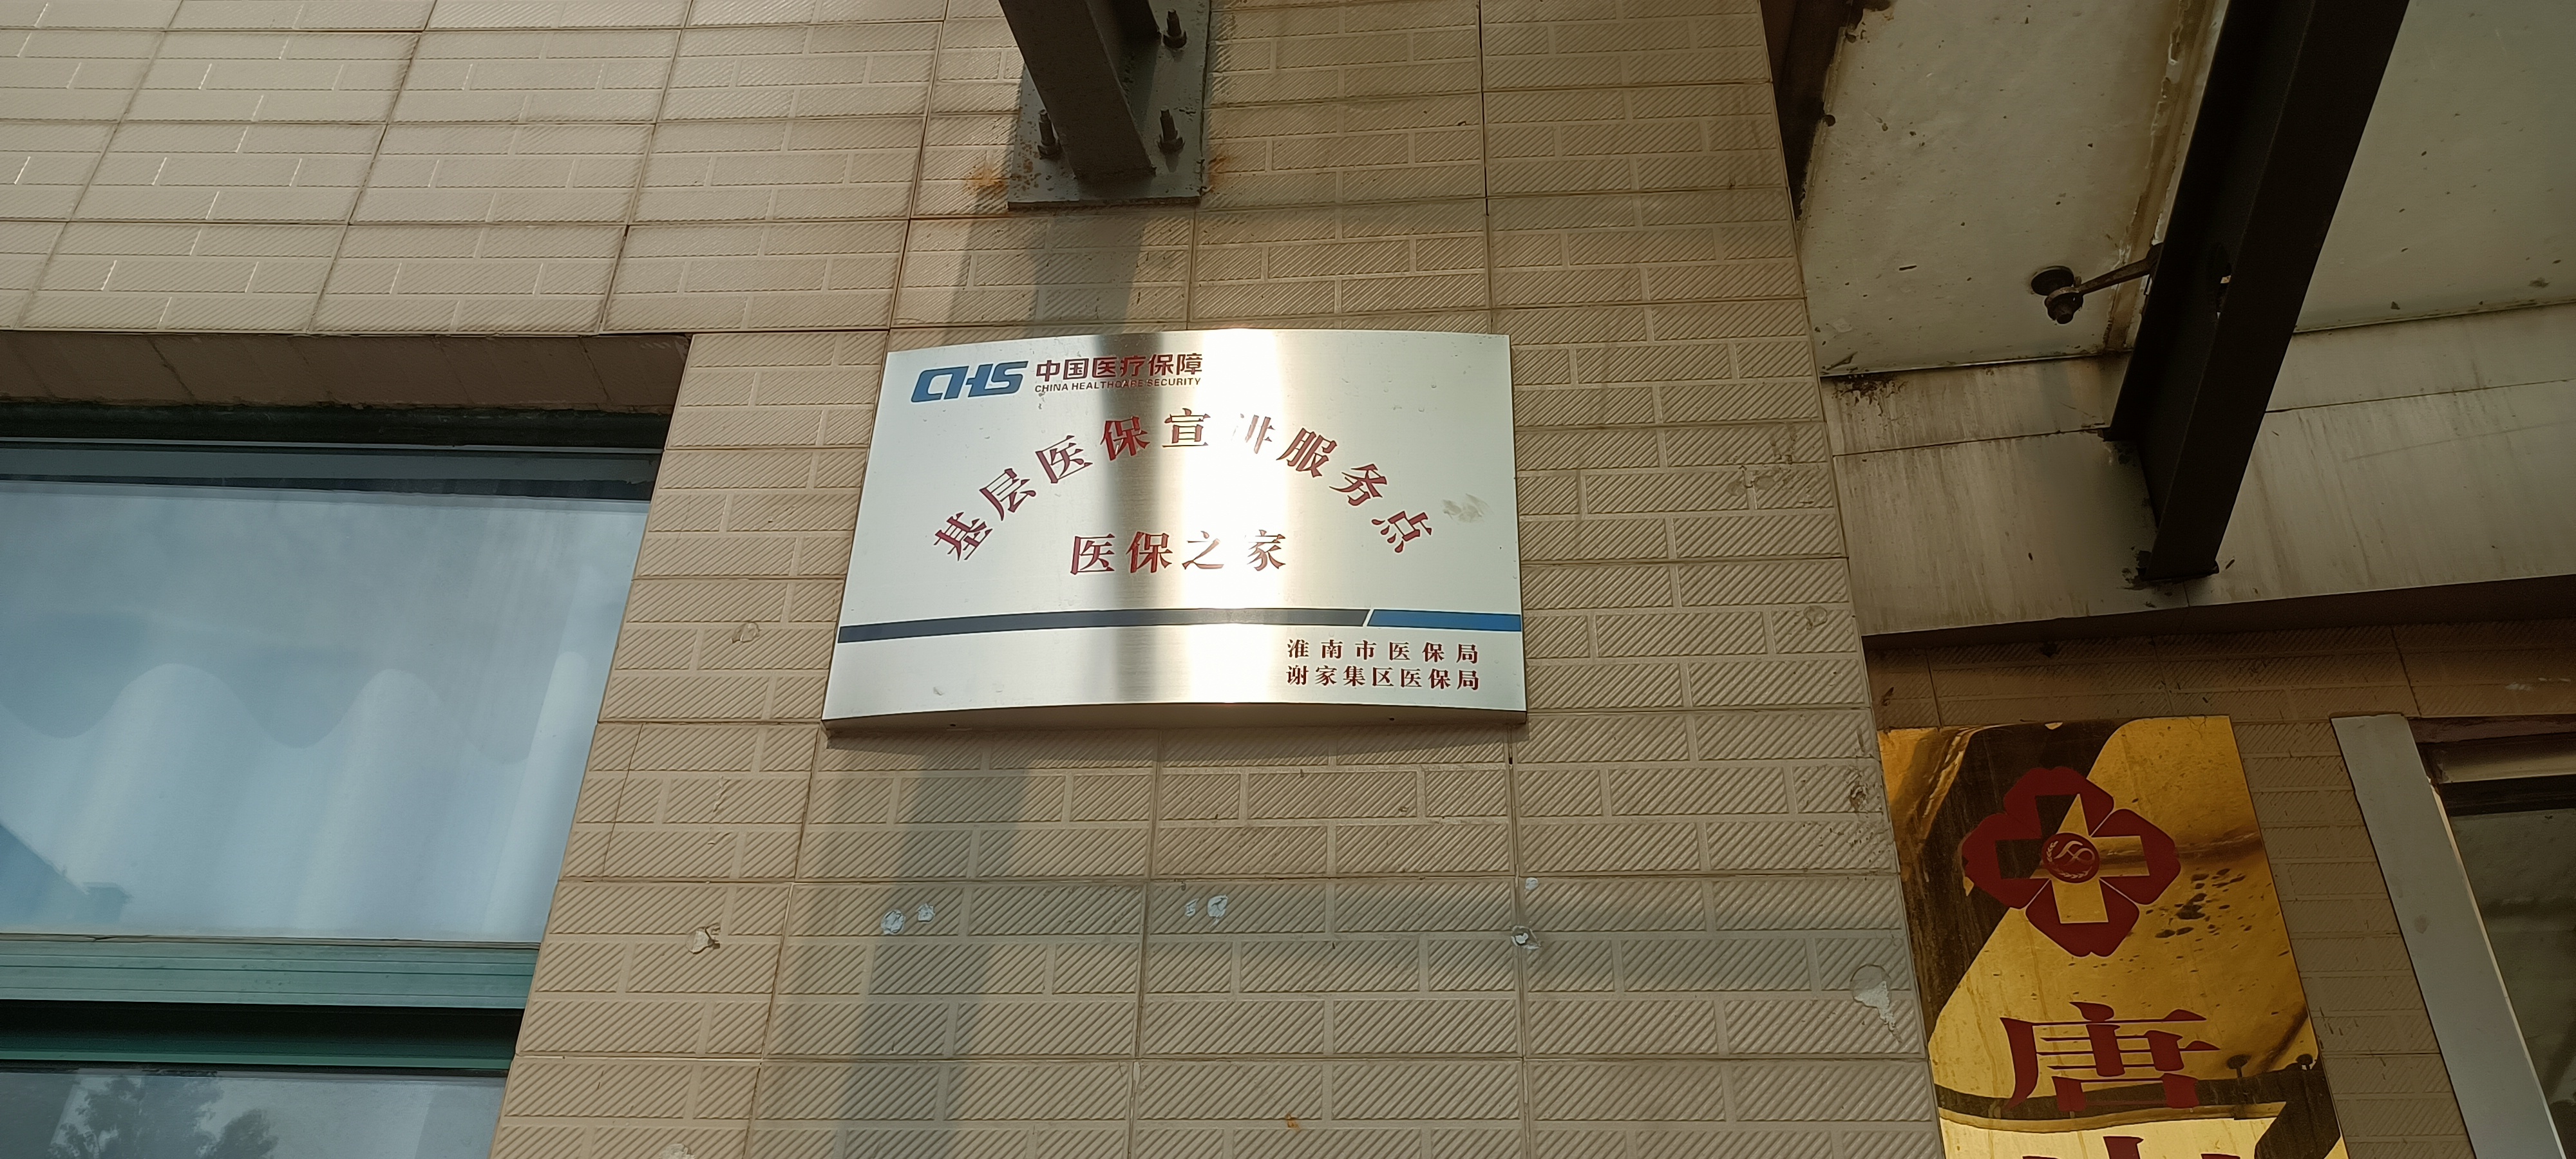 CHS 中国医疗保障
CHINA HEALTHCARE SECURITY
基层医保宣讲服务点
医保之家
淮南市医保局
谢家集区医保局
唐